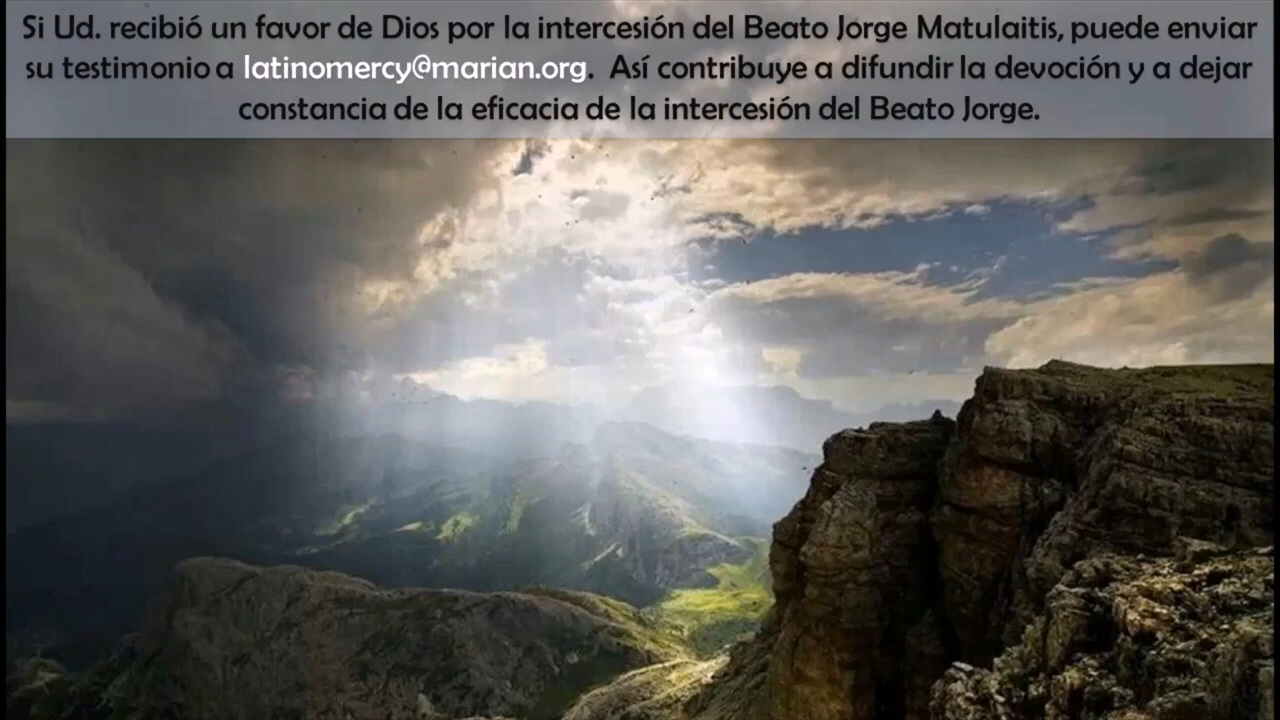 Si Ud. recibió un favor de Dios por la intercesión del Beato Jorge Matulaitis, puede enviar
su testimonio a latinomercy@marian.org. Así contribuye a difundir la devoción y a dejar
constancia de la eficacia de la intercesión del Beato Jorge.